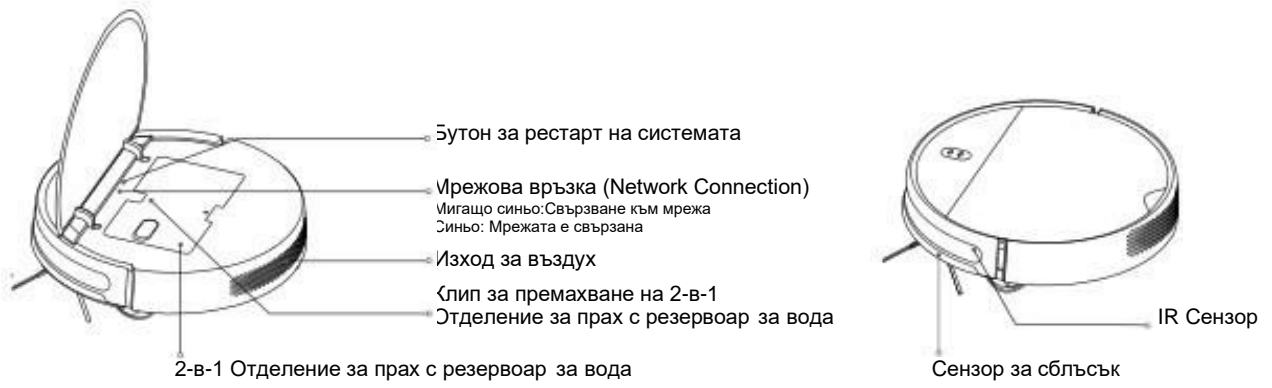 Бутон за рестарт на системата
Мрежова връзка (Network Connection)
Мигащо синьо:Свързване към мрежа
Синьо: Мрежата е свързана
Изход за въздух
Клип за премахване на 2-в-1
Отделение за прах с резервоар за вода
2-в-1 Отделение за прах с резервоар за вода
IR Сензор
Сензор за сблъсък